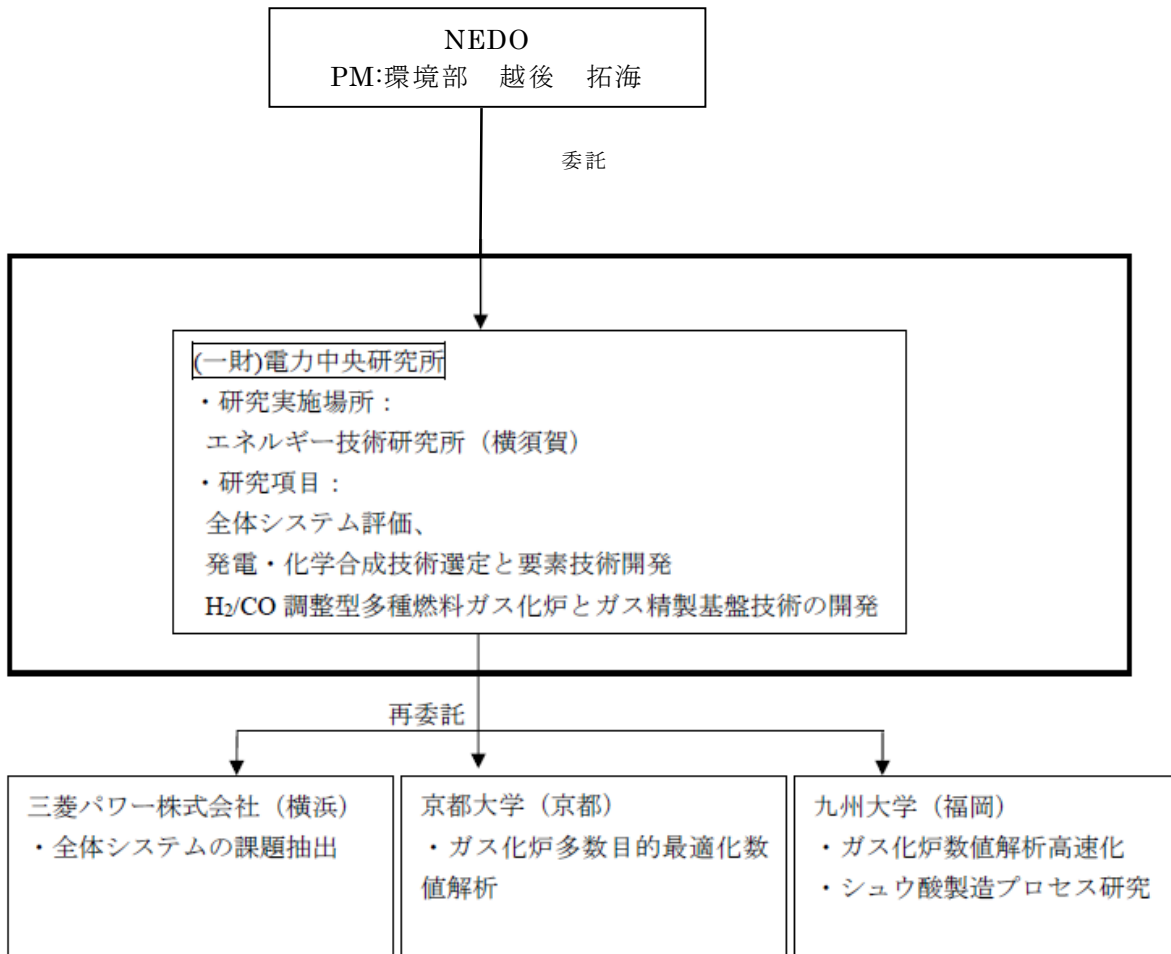 NEDO
PM:環境部　越後　拓海
委託
(一財)電力中央研究所
・研究実施場所：
エネルギー技術研究所（横須賀）
・研究項目：
全体システム評価、
発電・化学合成技術選定と要素技術開発
H₂/CO 調整型多種燃料ガス化炉とガス精製基盤技術の開発
再委託
三菱パワー株式会社（横浜）
・全体システムの課題抽出
京都大学（京都）
・ガス化炉多数目的最適化数
値解析
九州大学（福岡）
・ガス化炉数値解析高速化
・シュウ酸製造プロセス研究